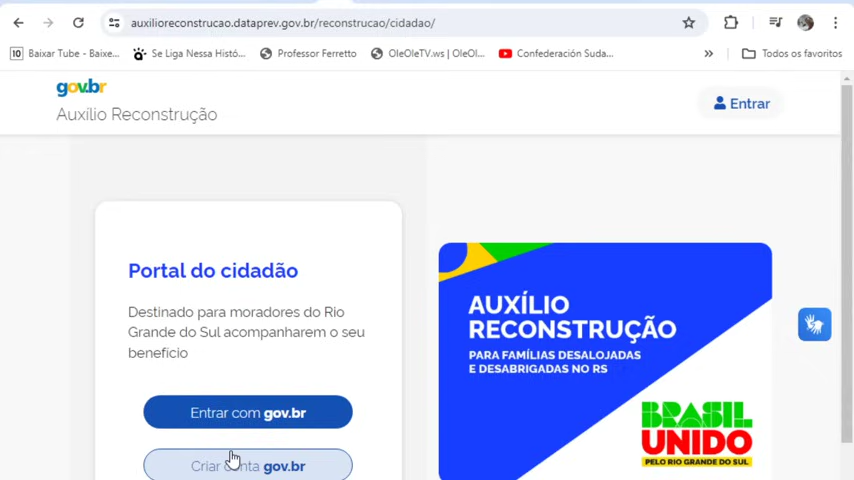 auxilioreconstrucao.dataprev.gov.br/reconstrucao/cidadao/
10 Baixar Tube - Baixe... Se Liga Nessa Histó... Professor Ferretto OleOleTV.ws | OleOl... Confederación Suda... » Todos os favoritos
gov.br
Auxílio Reconstrução
Entrar
Portal do cidadão
Destinado para moradores do Rio
Grande do Sul acompanharem o seu
benefício
Entrar com gov.br
Criar conta gov.br
AUXÍLIO
RECONSTRUÇÃO
PARA FAMÍLIAS DESALOJADAS
E DESABRIGADAS NO RS
BRASIL
UNIDO
PELO RIO GRANDE DO SUL